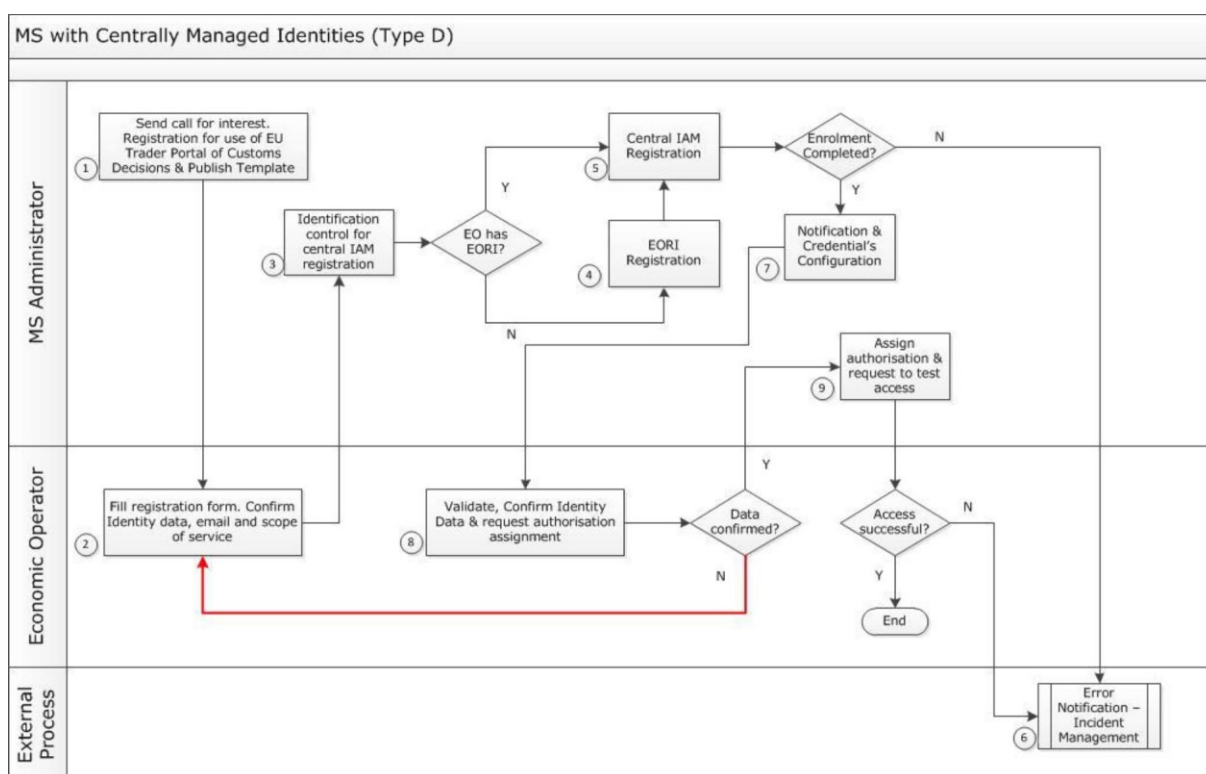 MS with Centrally Managed Identities (Type D)
MS Administrator
Send call for interest.
Registration for use of EU
Trader Portal of Customs
Decisions & Publish Template
1
Identification
control for
central IAM
registration
3
EO has
EORI?
Y
N
Central IAM
Registration
5
EORI
Registration
4
Enrolment
Completed?
N
Y
Notification &
Credential's
Configuration
7
Assign
authorisation &
request to test
access
9
Economic Operator
Fill registration form. Confirm
Identity data, email and scope
of service
2
Validate, Confirm Identity
Data & request authorisation
assignment
8
Data
confirmed?
Y
N
Access
successful?
N
Y
End
External
Process
Error
Notification –
Incident
Management
6